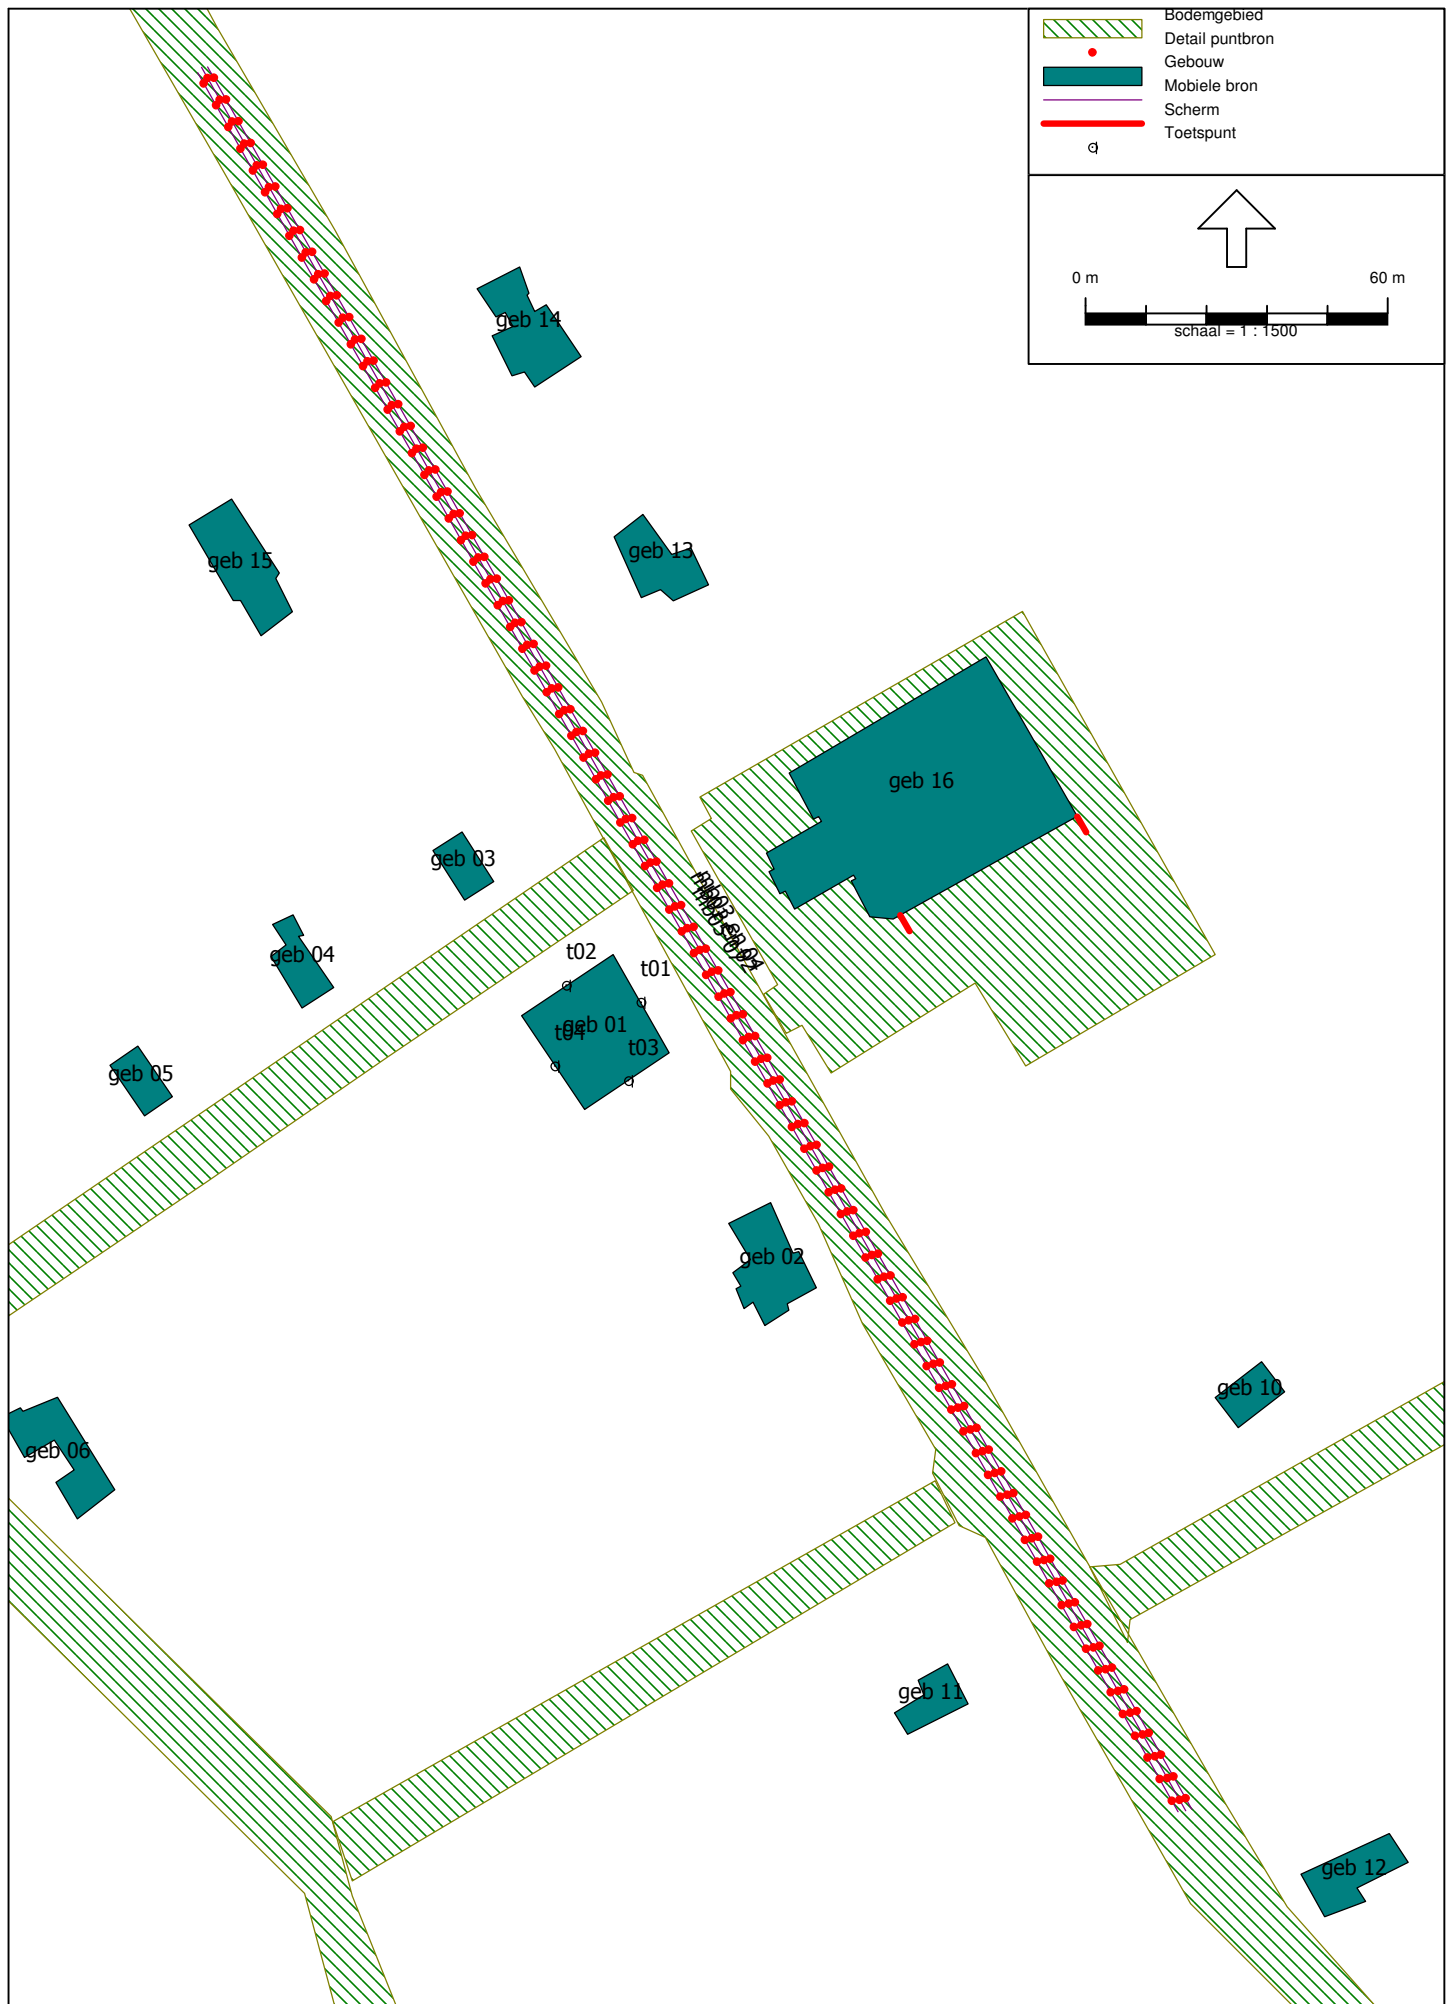 Bodemgebied
Detail puntbron
Gebouw
Mobiele bron
Scherm
Toetspunt
0 m
60 m
schaal = 1 : 1500
geb 14
geb 13
geb 15
geb 16
geb 03
geb 04
t02
t01
geb 01
t04
t03
geb 05
geb 02
geb 10
geb 06
geb 11
geb 12